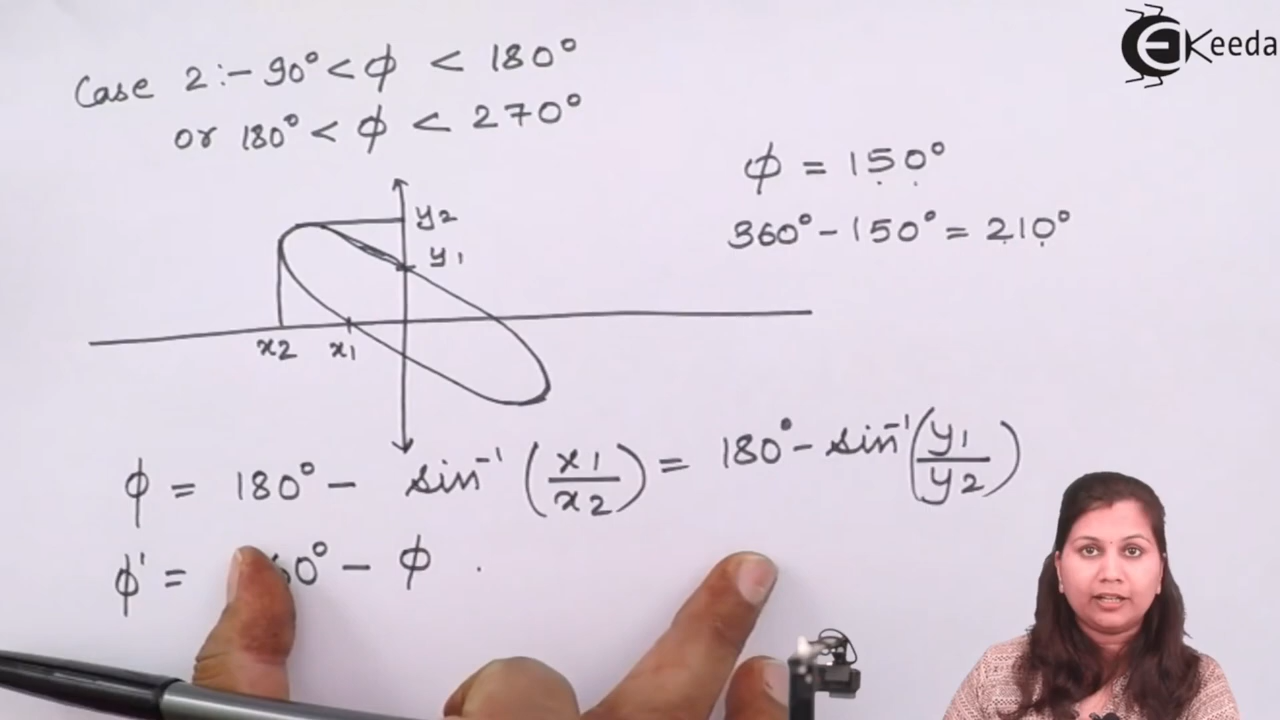 Case 2:- 90° < ϕ < 180°
or 180° < ϕ < 270°
ϕ = 150°
360° - 150° = 210°
y2
y1
x2 x1
ϕ = 180° - sin⁻¹ (x1/x2) = 180° - sin⁻¹ (y1/y2)
ϕ' = 0° - ϕ .
EKeeda